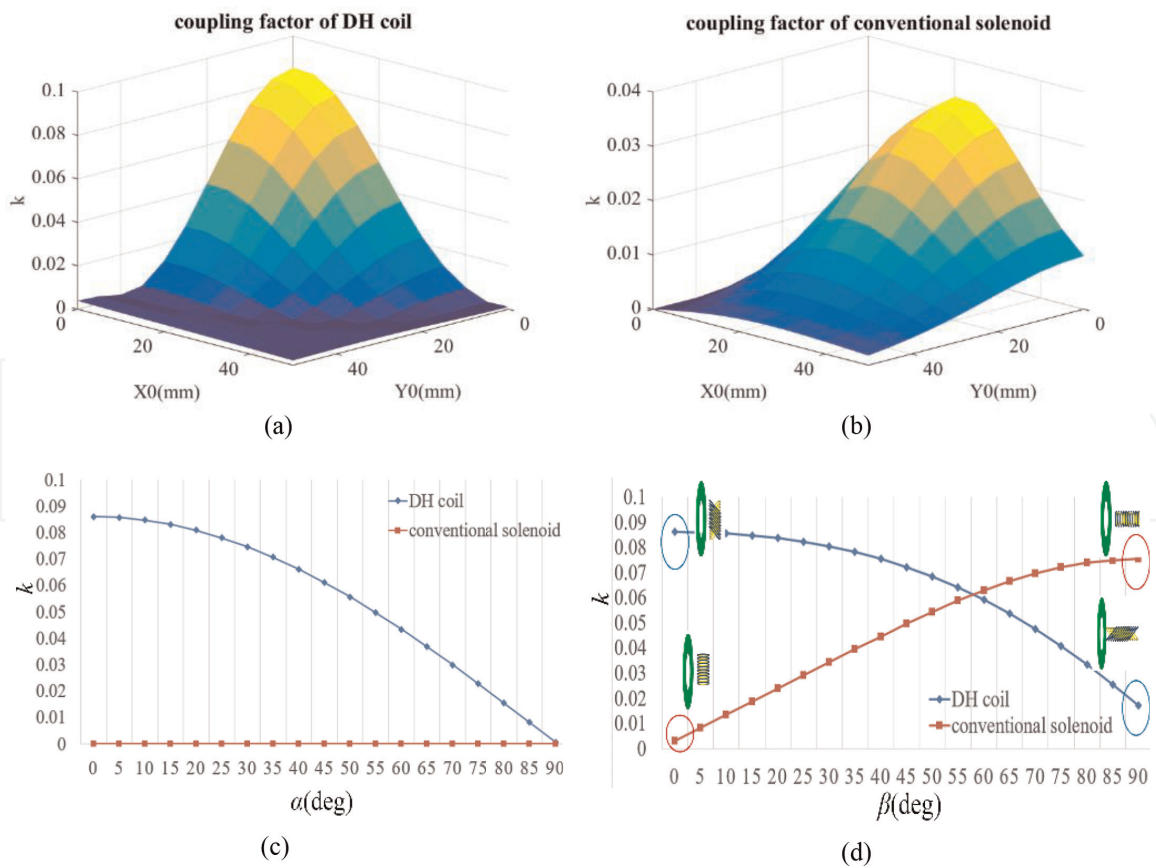 coupling factor of DH coil
0.1
0.08
0.06
0.04
0.02
0
k
0
20
40
X0(mm)
40
20
0
Y0(mm)
(a)
coupling factor of conventional solenoid
0.04
0.03
0.02
0.01
0
k
0
20
40
X0(mm)
40
20
0
Y0(mm)
(b)
0.1
0.09
0.08
0.07
0.06
0.05
0.04
0.03
0.02
0.01
0
k
DH coil
conventional solenoid
0 5 10 15 20 25 30 35 40 45 50 55 60 65 70 75 80 85 90
α(deg)
(c)
0.1
0.09
0.08
0.07
0.06
0.05
0.04
0.03
0.02
0.01
0
k
DH coil
conventional solenoid
0 5 10 15 20 25 30 35 40 45 50 55 60 65 70 75 80 85 90
β(deg)
(d)